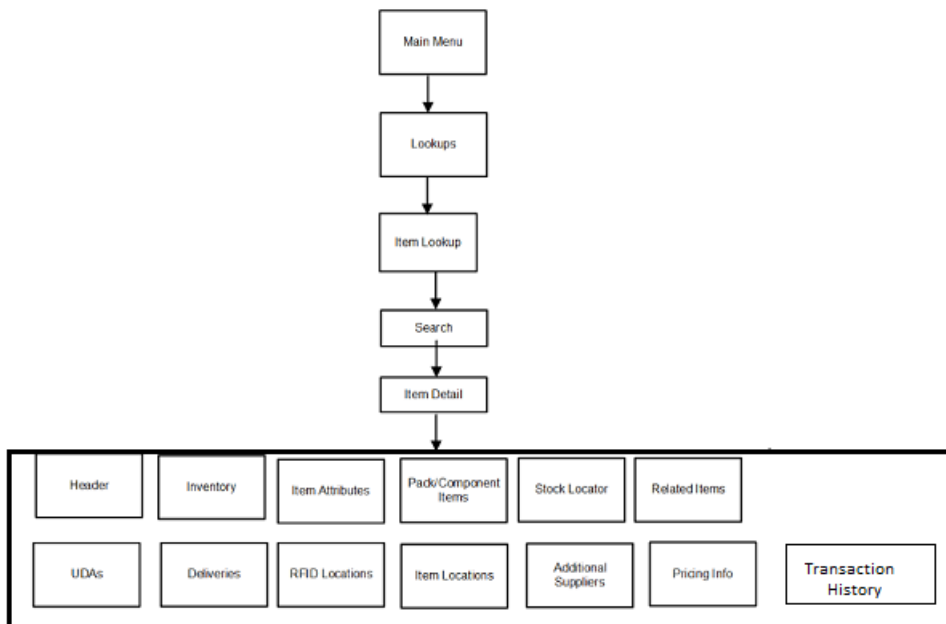 Main Menu
Lookups
Item Lookup
Search
Item Detail
Header
Inventory
Item Attributes
Pack/Component
Items
Stock Locator
Related Items
UDAs
Deliveries
RFID Locations
Item Locations
Additional
Suppliers
Pricing Info
Transaction
History